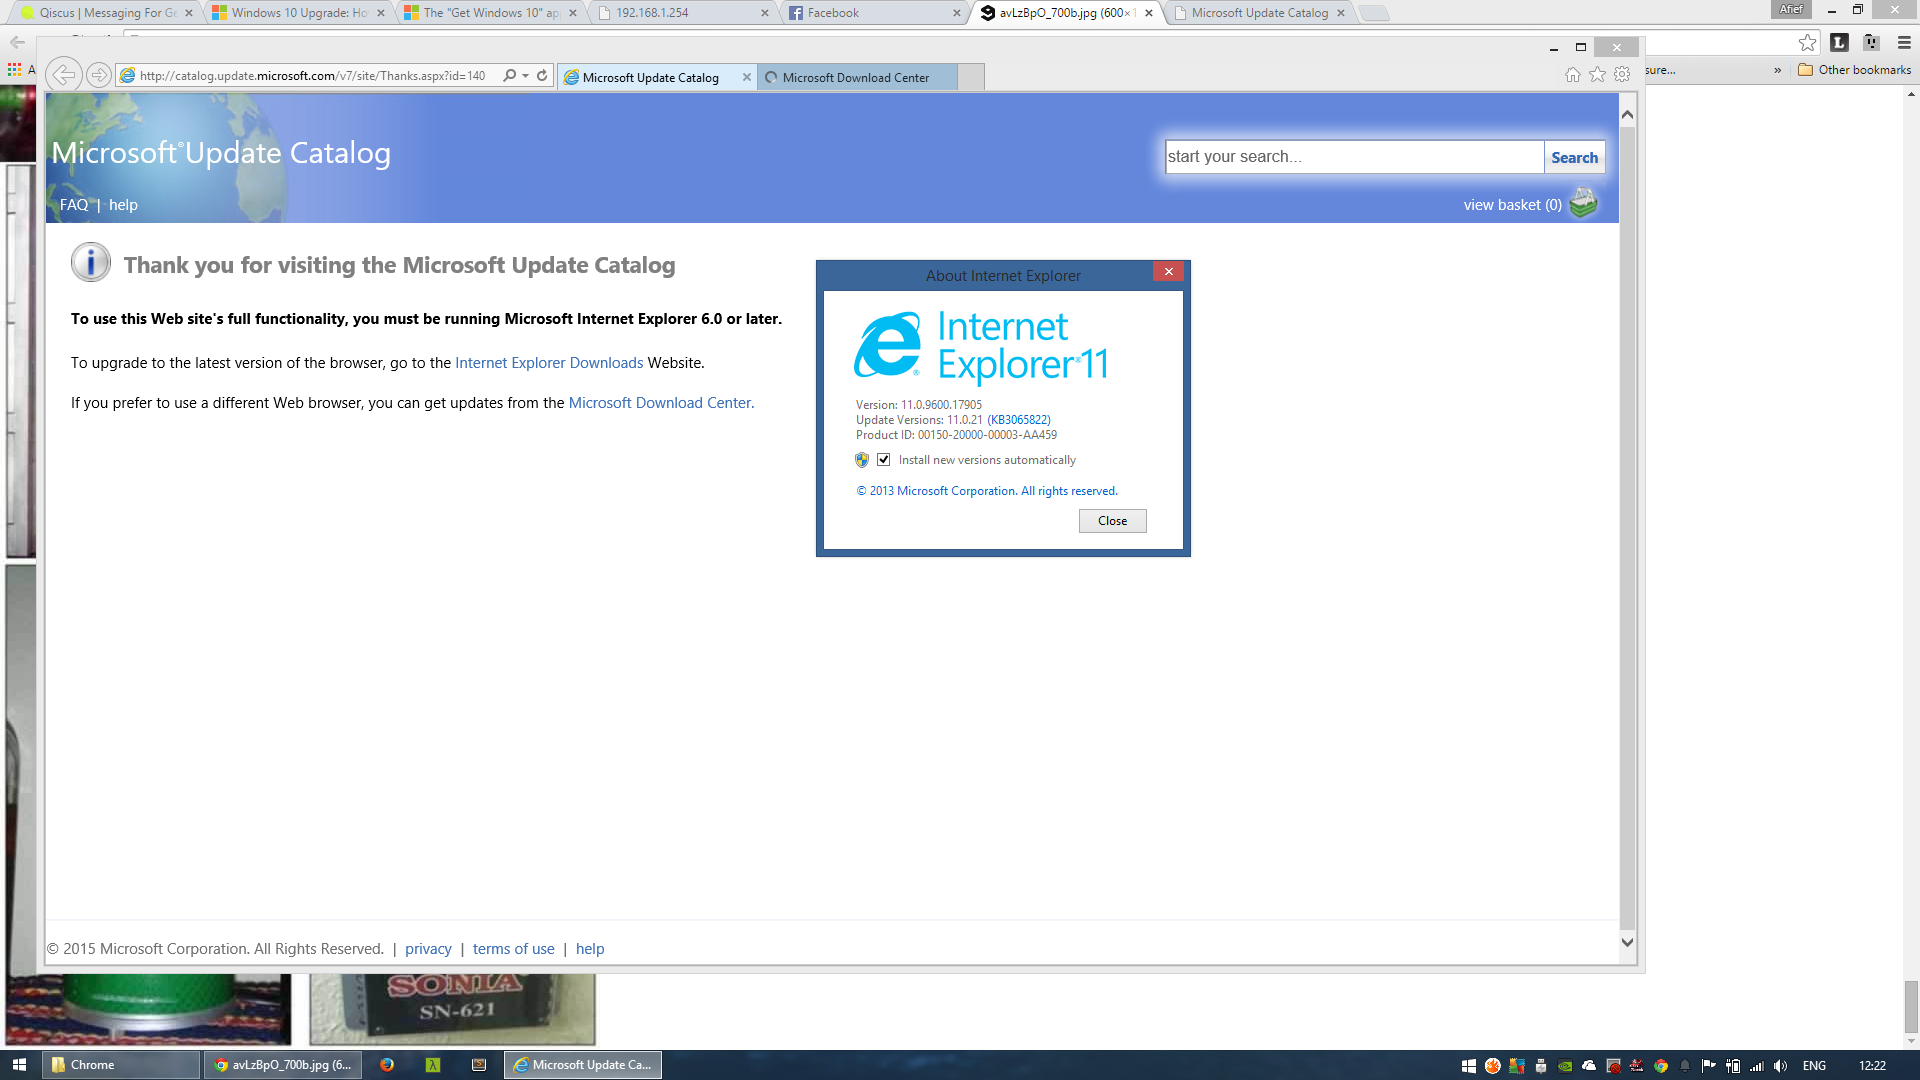 Qiscus | Messaging For Ge
Windows 10 Upgrade: Ho
The "Get Windows 10" ap
192.168.1.254
Facebook
avLzBpO_700b.jpg (600×1
Microsoft Update Catalog
Afief
http://catalog.update.microsoft.com/v7/site/Thanks.aspx?id=140
Microsoft Update Catalog
Microsoft Download Center
sure...
»
Other bookmarks
Microsoft®Update Catalog
start your search...
Search
FAQ | help
view basket (0)
Thank you for visiting the Microsoft Update Catalog
To use this Web site's full functionality, you must be running Microsoft Internet Explorer 6.0 or later.
To upgrade to the latest version of the browser, go to the Internet Explorer Downloads Website.
If you prefer to use a different Web browser, you can get updates from the Microsoft Download Center.
About Internet Explorer
Internet
Explorer®11
Version: 11.0.9600.17905
Update Versions: 11.0.21 (KB3065822)
Product ID: 00150-20000-00003-AA459
Install new versions automatically
© 2013 Microsoft Corporation. All rights reserved.
Close
© 2015 Microsoft Corporation. All Rights Reserved. | privacy | terms of use | help
SONIA
SN-621
Chrome
avLzBpO_700b.jpg (6...
Microsoft Update Ca...
ENG
12:22